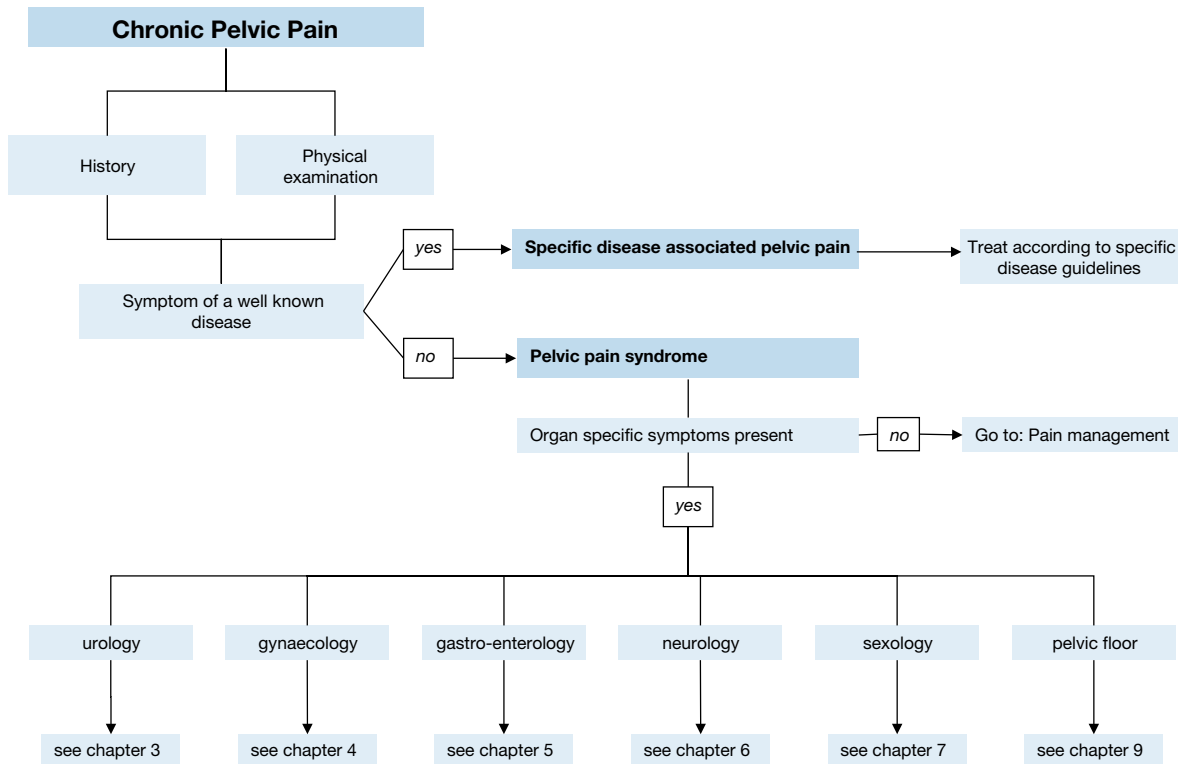 Chronic Pelvic Pain
History
Physical
examination
yes
Specific disease associated pelvic pain
Treat according to specific
disease guidelines
Symptom of a well known
disease
no
Pelvic pain syndrome
Organ specific symptoms present
no
Go to: Pain management
yes
urology
gynaecology
gastro-enterology
neurology
sexology
pelvic floor
see chapter 3
see chapter 4
see chapter 5
see chapter 6
see chapter 7
see chapter 9